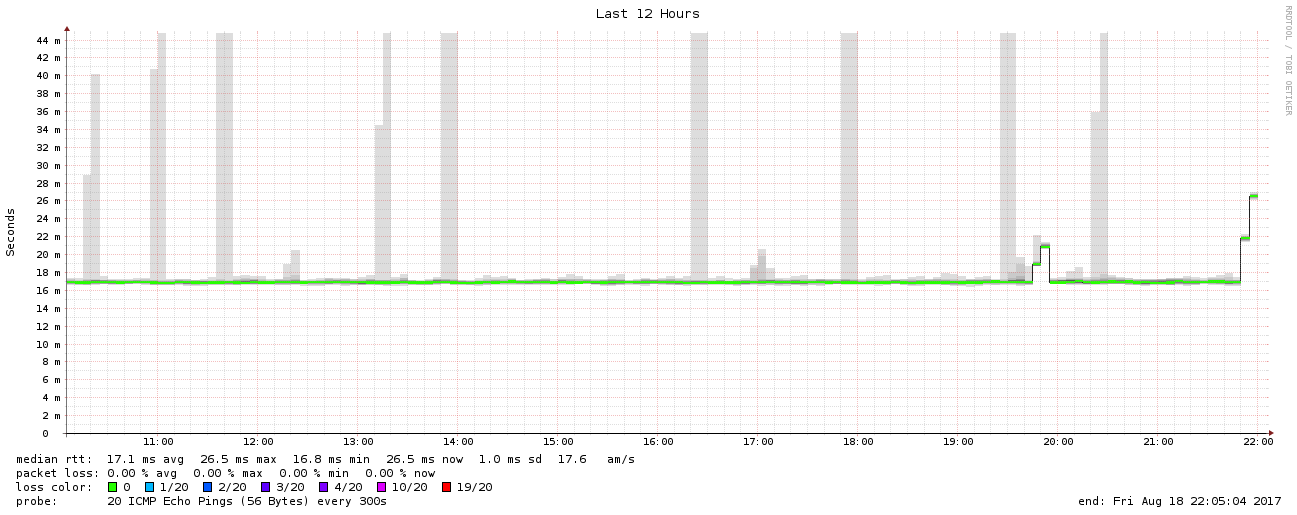 Last 12 Hours
RRDTOOL / TOBI OETIKER
Seconds
44 m
42 m
40 m
38 m
36 m
34 m
32 m
30 m
28 m
26 m
24 m
22 m
20 m
18 m
16 m
14 m
12 m
10 m
8 m
6 m
4 m
2 m
0
11:00 12:00 13:00 14:00 15:00 16:00 17:00 18:00 19:00 20:00 21:00 22:00
median rtt: 17.1 ms avg 26.5 ms max 16.8 ms min 26.5 ms now 1.0 ms sd 17.6 am/s
packet loss: 0.00 % avg 0.00 % max 0.00 % min 0.00 % now
loss color: 0 1/20 2/20 3/20 4/20 10/20 19/20
probe: 20 ICMP Echo Pings (56 Bytes) every 300s end: Fri Aug 18 22:05:04 2017